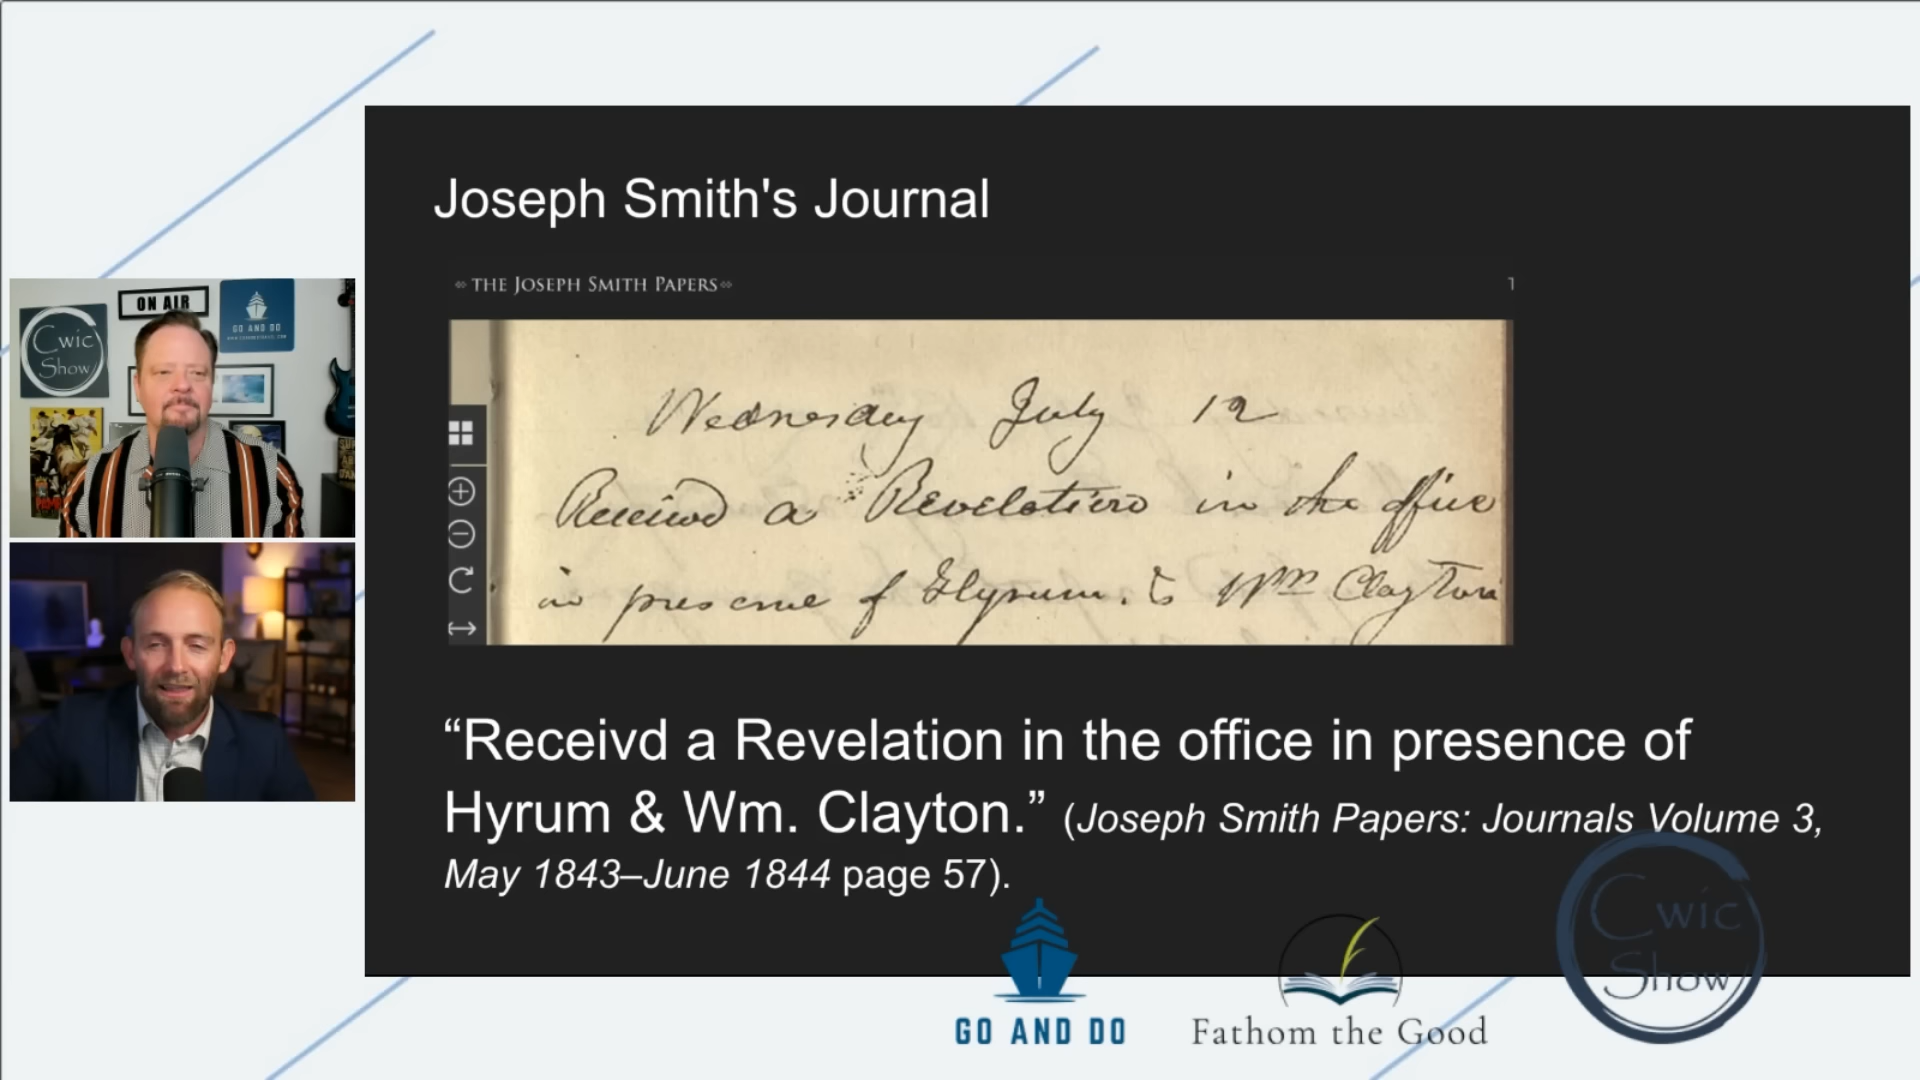 Joseph Smith's Journal
THE JOSEPH SMITH PAPERS
1
Wednesday July 12
Receivd a Revelation in the office
in presence of Hyrum. & Wm Clayton
“Receivd a Revelation in the office in presence of
Hyrum & Wm. Clayton.” (Joseph Smith Papers: Journals Volume 3,
May 1843–June 1844 page 57).
ON AIR
Cwic
Show
GO AND DO
GO AND DO
Fathom the Good
Cwic
Show